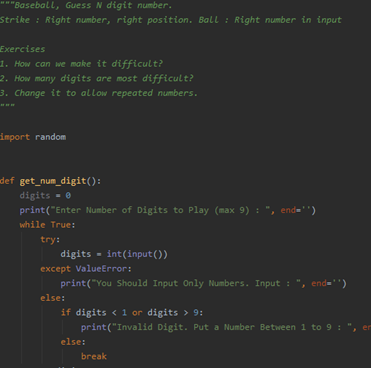 """Baseball, Guess N digit number.
Strike : Right number, right position. Ball : Right number in input
Exercises
1. How can we make it difficult?
2. How many digits are most difficult?
3. Change it to allow repeated numbers.
"""
import random
def get_num_digit():
digits = 0
print("Enter Number of Digits to Play (max 9) : ", end='')
while True:
try:
digits = int(input())
except ValueError:
print("You Should Input Only Numbers. Input : ", end='')
else:
if digits < 1 or digits > 9:
print("Invalid Digit. Put a Number Between 1 to 9 : ",
else:
break